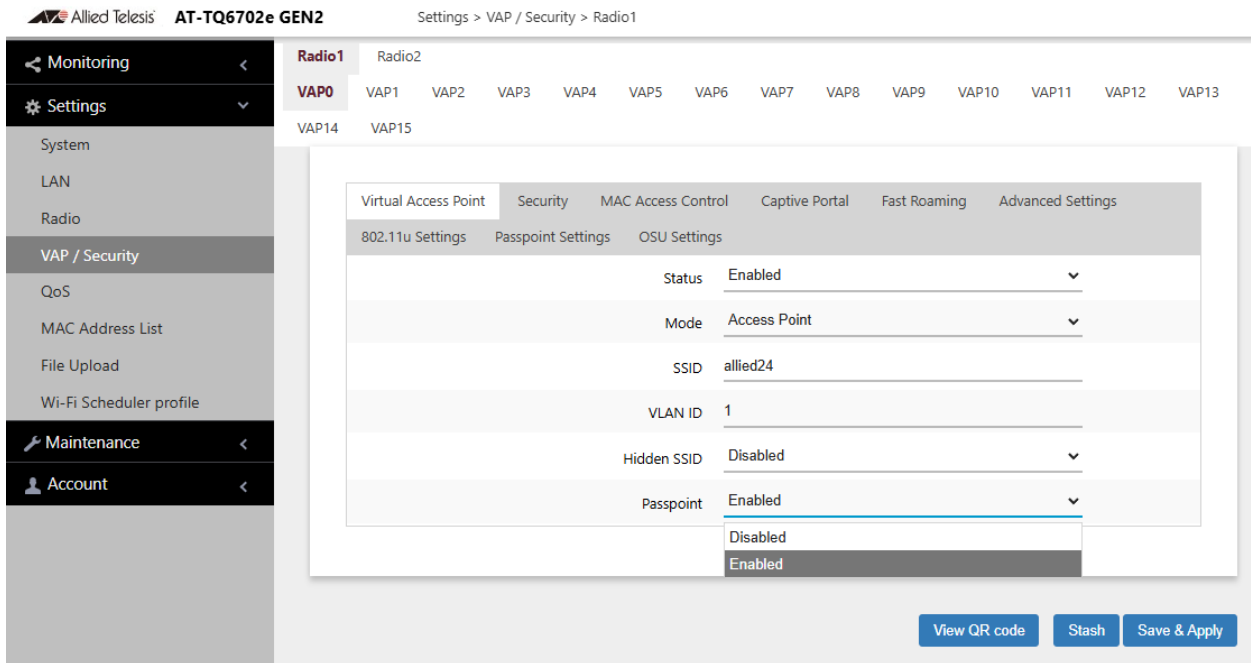 Allied Telesis AT-TQ6702e GEN2 Settings > VAP / Security > Radio1
Monitoring
Settings
System
LAN
Radio
VAP / Security
QoS
MAC Address List
File Upload
Wi-Fi Scheduler profile
Maintenance
Account
Radio1 Radio2
VAP0 VAP1 VAP2 VAP3 VAP4 VAP5 VAP6 VAP7 VAP8 VAP9 VAP10 VAP11 VAP12 VAP13
VAP14 VAP15
Virtual Access Point Security MAC Access Control Captive Portal Fast Roaming Advanced Settings
802.11u Settings Passpoint Settings OSU Settings
Status Enabled
Mode Access Point
SSID allied24
VLAN ID 1
Hidden SSID Disabled
Passpoint Enabled
Disabled
Enabled
View QR code Stash Save & Apply